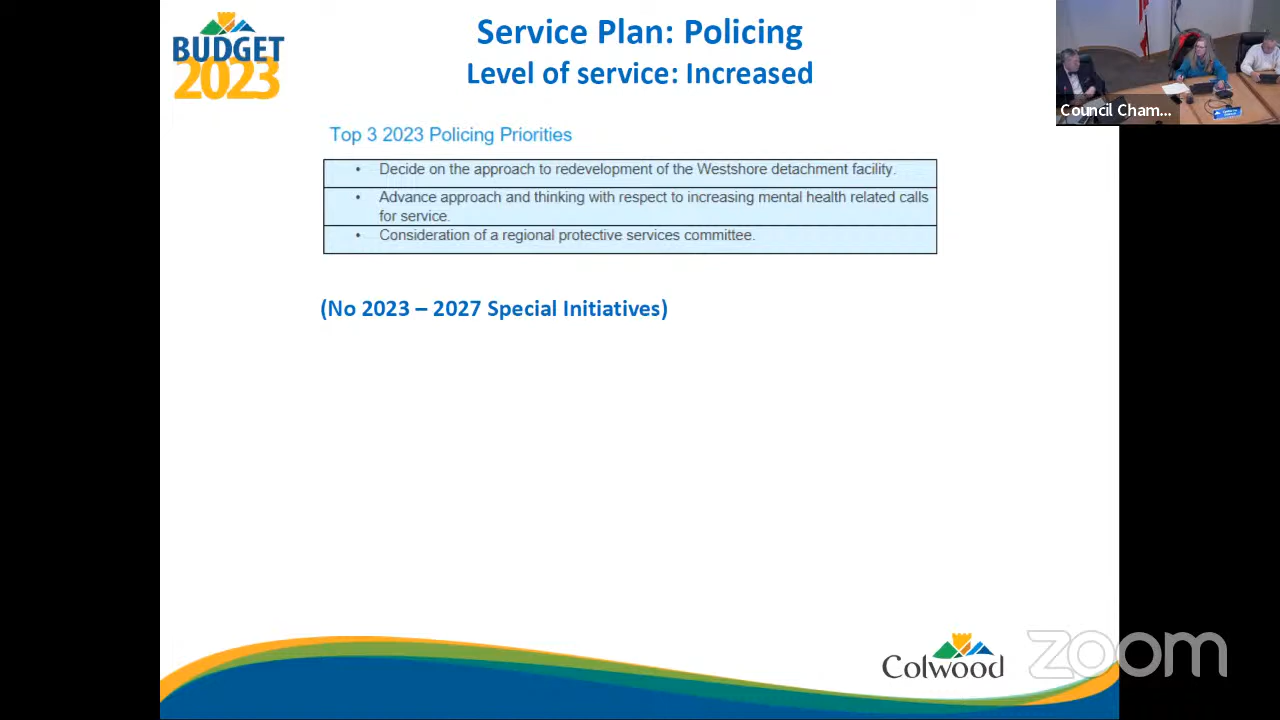 BUDGET
2023
Service Plan: Policing
Level of service: Increased
Council Cham...
Top 3 2023 Policing Priorities
• Decide on the approach to redevelopment of the Westshore detachment facility.
• Advance approach and thinking with respect to increasing mental health related calls
for service.
• Consideration of a regional protective services committee.
(No 2023 – 2027 Special Initiatives)
Colwood
zoom